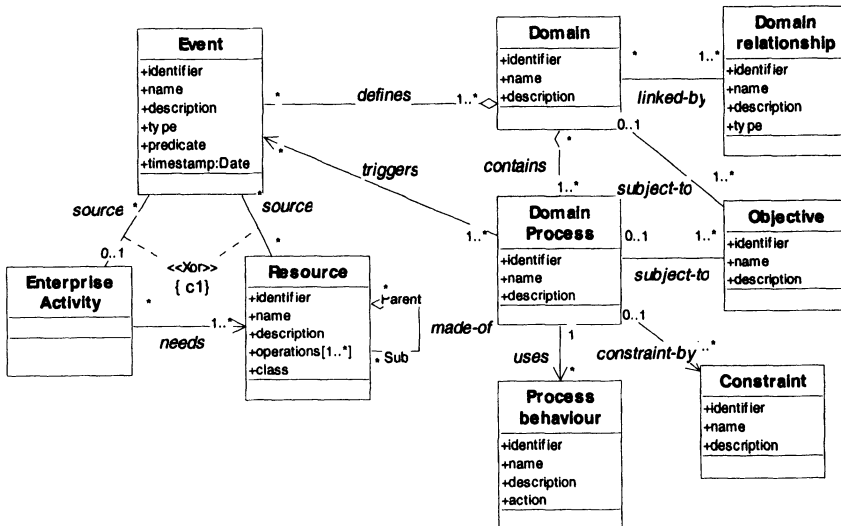 Event
+identifier
+name
+description
+type
+predicate
+timestamp:Date
Domain
+identifier
+name
+description
Domain
relationship
+identifier
+name
+description
+type
*
defines
1..*
*
1..*
linked-by
0..1
*
contains
1..*
*
triggers
1..*
subject-to
1..*
source
*
0..1
*
source
*
<<Xor>>
{ c1}
Domain
Process
+identifier
+name
+description
0..1
1..*
subject-to
Objective
+identifier
+name
+description
Enterprise
Activity
*
1..*
needs
Resource
+identifier
+name
+description
+operations[1..*]
+class
*
Parent
* Sub
made-of
1
uses
*
0..1
constraint-by
Process
behaviour
+identifier
+name
+description
+action
Constraint
+identifier
+name
+description